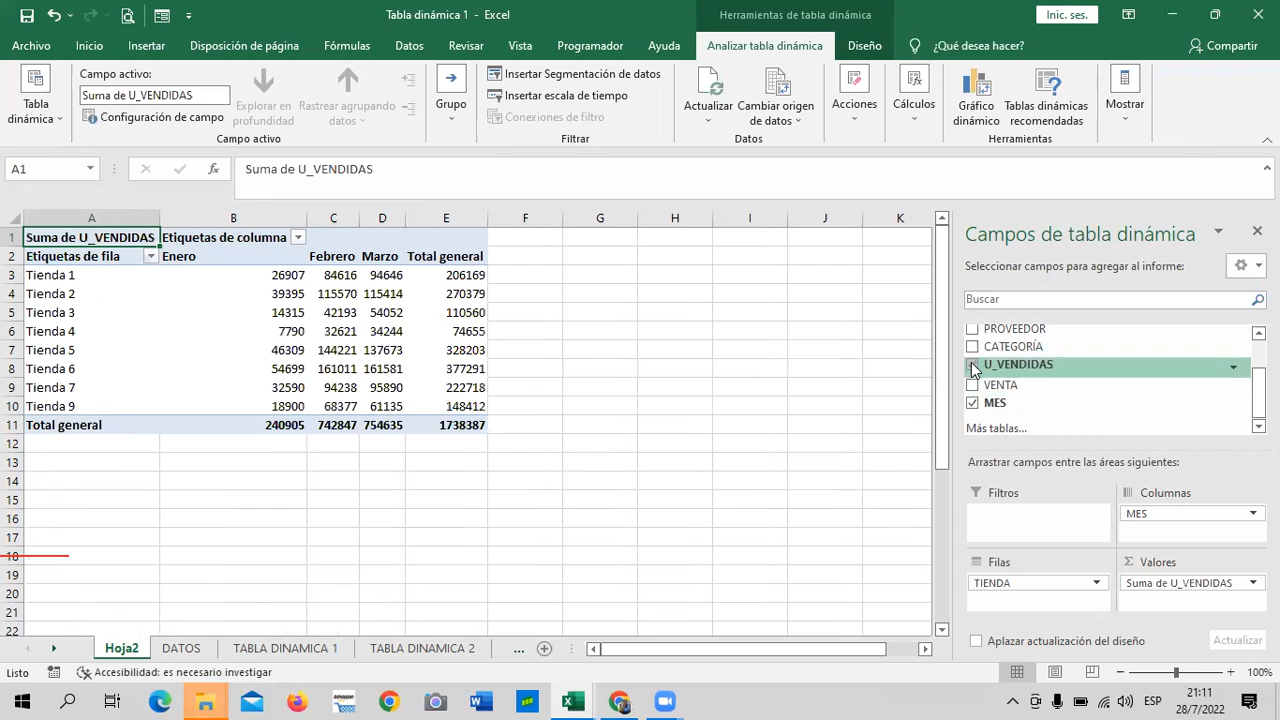 Tabla dinámica 1 - Excel
Herramientas de tabla dinámica
Inic. ses.
Archivo Inicio Insertar Disposición de página Fórmulas Datos Revisar Vista Programador Ayuda Analizar tabla dinámica Diseño ¿Qué desea hacer? Compartir
Tabla dinámica
Campo activo:
Suma de U_VENDIDAS
Configuración de campo
Explorar en profundidad
Rastrear agrupando datos
Campo activo
Grupo
Insertar Segmentación de datos
Insertar escala de tiempo
Conexiones de filtro
Filtrar
Actualizar
Cambiar origen de datos
Datos
Acciones
Cálculos
Gráfico dinámico
Tablas dinámicas recomendadas
Herramientas
Mostrar
A1 fx Suma de U_VENDIDAS
A B C D E F G H I J K
1 Suma de U_VENDIDAS Etiquetas de columna
2 Etiquetas de fila Enero Febrero Marzo Total general
3 Tienda 1 26907 84616 94646 206169
4 Tienda 2 39395 115570 115414 270379
5 Tienda 3 14315 42193 54052 110560
6 Tienda 4 7790 32621 34244 74655
7 Tienda 5 46309 144221 137673 328203
8 Tienda 6 54699 161011 161581 377291
9 Tienda 7 32590 94238 95890 222718
10 Tienda 9 18900 68377 61135 148412
11 Total general 240905 742847 754635 1738387
12
13
14
15
16
17
18
19
20
21
22
Campos de tabla dinámica
Seleccionar campos para agregar al informe:
Buscar
PROVEEDOR
CATEGORÍA
U_VENDIDAS
VENTA
MES
Más tablas...
Arrastrar campos entre las áreas siguientes:
Filtros
Columnas
MES
Filas
TIENDA
Valores
Suma de U_VENDIDAS
Aplazar actualización del diseño
Actualizar
Hoja2 DATOS TABLA DINAMICA 1 TABLA DINAMICA 2 ...
Listo Accesibilidad: es necesario investigar 100%
ESP
21:11
28/7/2022